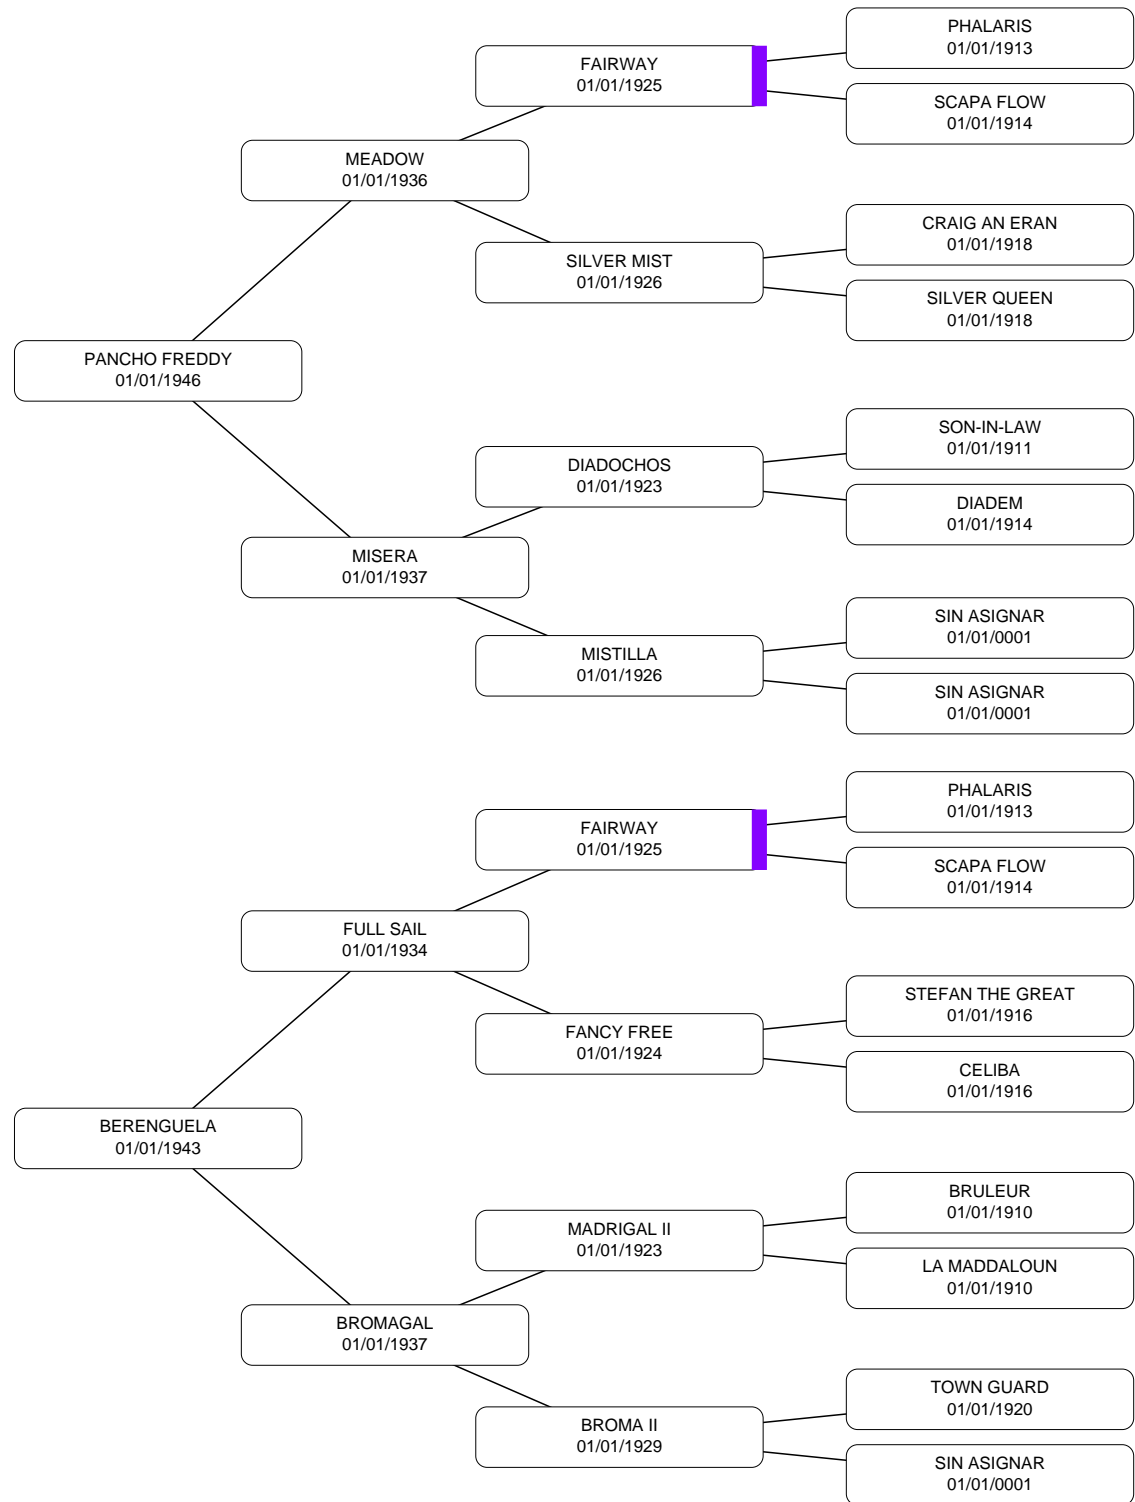 PHALARIS
01/01/1913
FAIRWAY
01/01/1925
SCAPA FLOW
01/01/1914
MEADOW
01/01/1936
CRAIG AN ERAN
01/01/1918
SILVER MIST
01/01/1926
SILVER QUEEN
01/01/1918
PANCHO FREDDY
01/01/1946
SON-IN-LAW
01/01/1911
DIADOCHOS
01/01/1923
DIADEM
01/01/1914
MISERA
01/01/1937
SIN ASIGNAR
01/01/0001
MISTILLA
01/01/1926
SIN ASIGNAR
01/01/0001
PHALARIS
01/01/1913
FAIRWAY
01/01/1925
SCAPA FLOW
01/01/1914
FULL SAIL
01/01/1934
STEFAN THE GREAT
01/01/1916
FANCY FREE
01/01/1924
CELIBA
01/01/1916
BERENGUELA
01/01/1943
BRULEUR
01/01/1910
MADRIGAL II
01/01/1923
LA MADDALOUN
01/01/1910
BROMAGAL
01/01/1937
TOWN GUARD
01/01/1920
BROMA II
01/01/1929
SIN ASIGNAR
01/01/0001